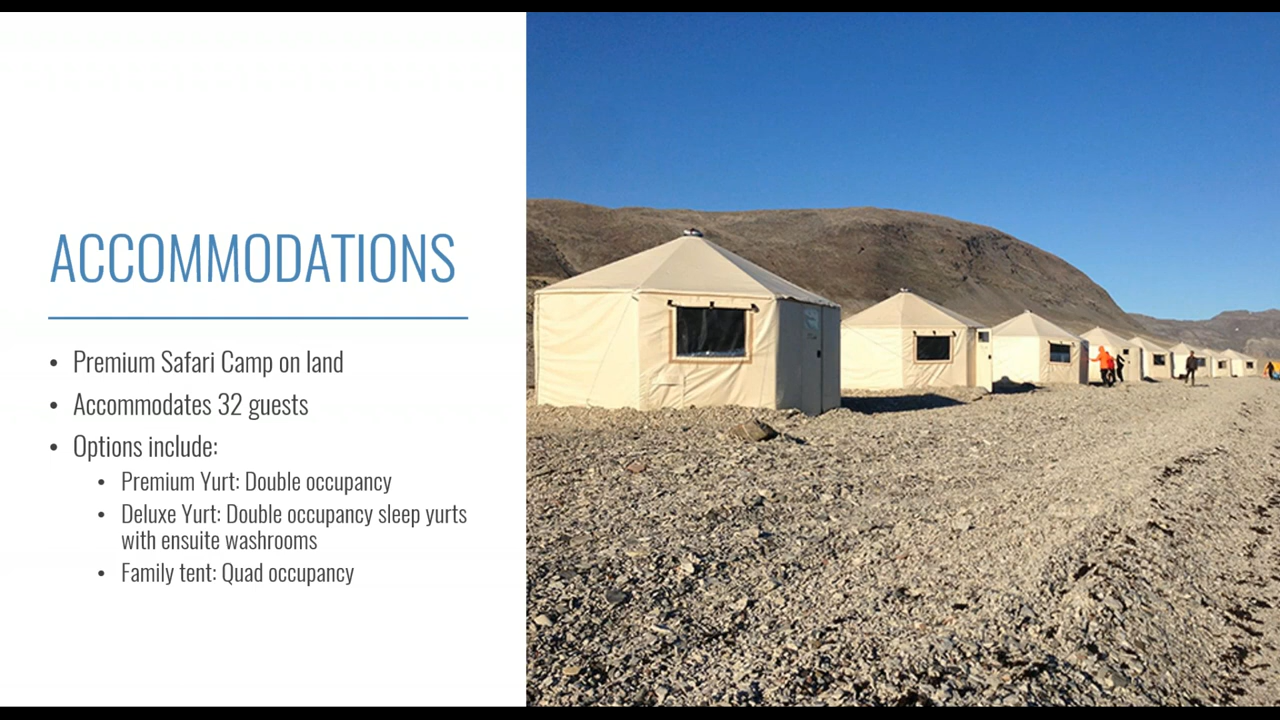 ACCOMMODATIONS
• Premium Safari Camp on land
• Accommodates 32 guests
• Options include:
• Premium Yurt: Double occupancy
• Deluxe Yurt: Double occupancy sleep yurts
with ensuite washrooms
• Family tent: Quad occupancy